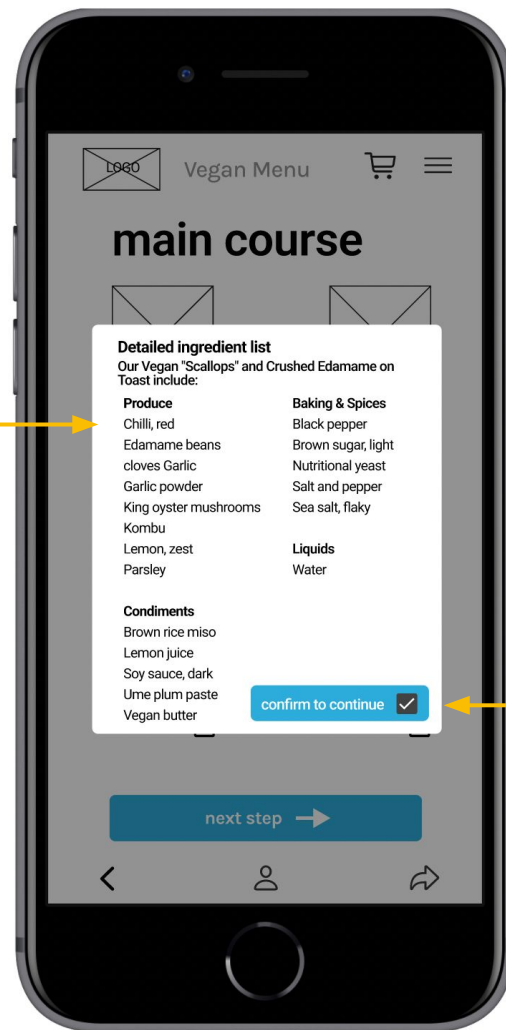 LOGO
Vegan Menu
main course
Detailed ingredient list
Our Vegan "Scallops" and Crushed Edamame on
Toast include:
Produce
Chilli, red
Edamame beans
cloves Garlic
Garlic powder
King oyster mushrooms
Kombu
Lemon, zest
Parsley
Baking & Spices
Black pepper
Brown sugar, light
Nutritional yeast
Salt and pepper
Sea salt, flaky
Liquids
Water
Condiments
Brown rice miso
Lemon juice
Soy sauce, dark
Ume plum paste
Vegan butter
confirm to continue
next step